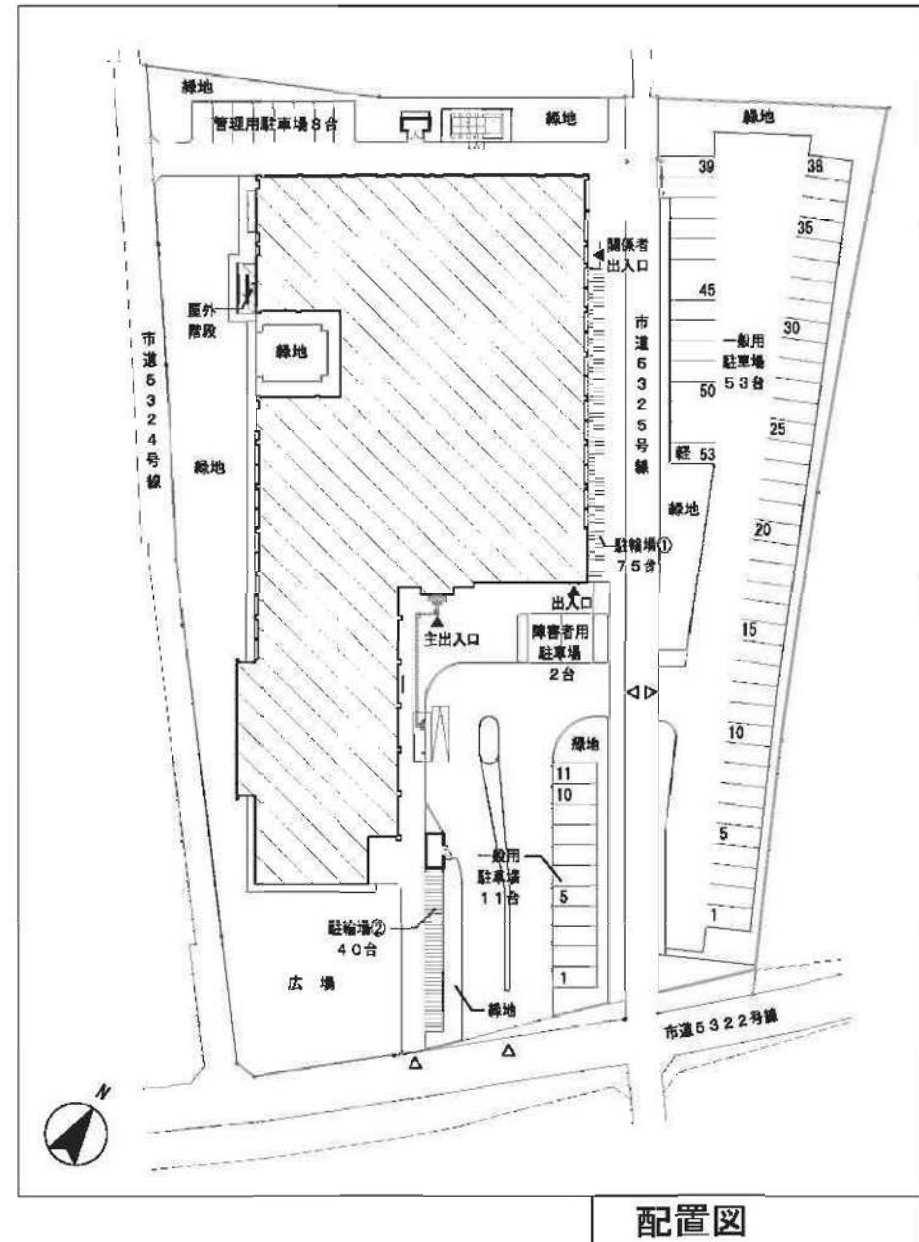 緑地
管理用駐車場8台
緑地
緑地
39
38
関係者
出入口
35
45
屋外
階段
市道5324号線
緑地
市道5325号線
30
一般用
駐車場
53台
50
25
緑地
軽 53
緑地
20
駐輪場①
75台
出入口
主出入口
障害者用
駐車場
2台
15
緑地
10
11
10
5
一般用
駐車場
11台
5
1
駐輪場②
40台
広場
緑地
1
市道5322号線
N
配置図